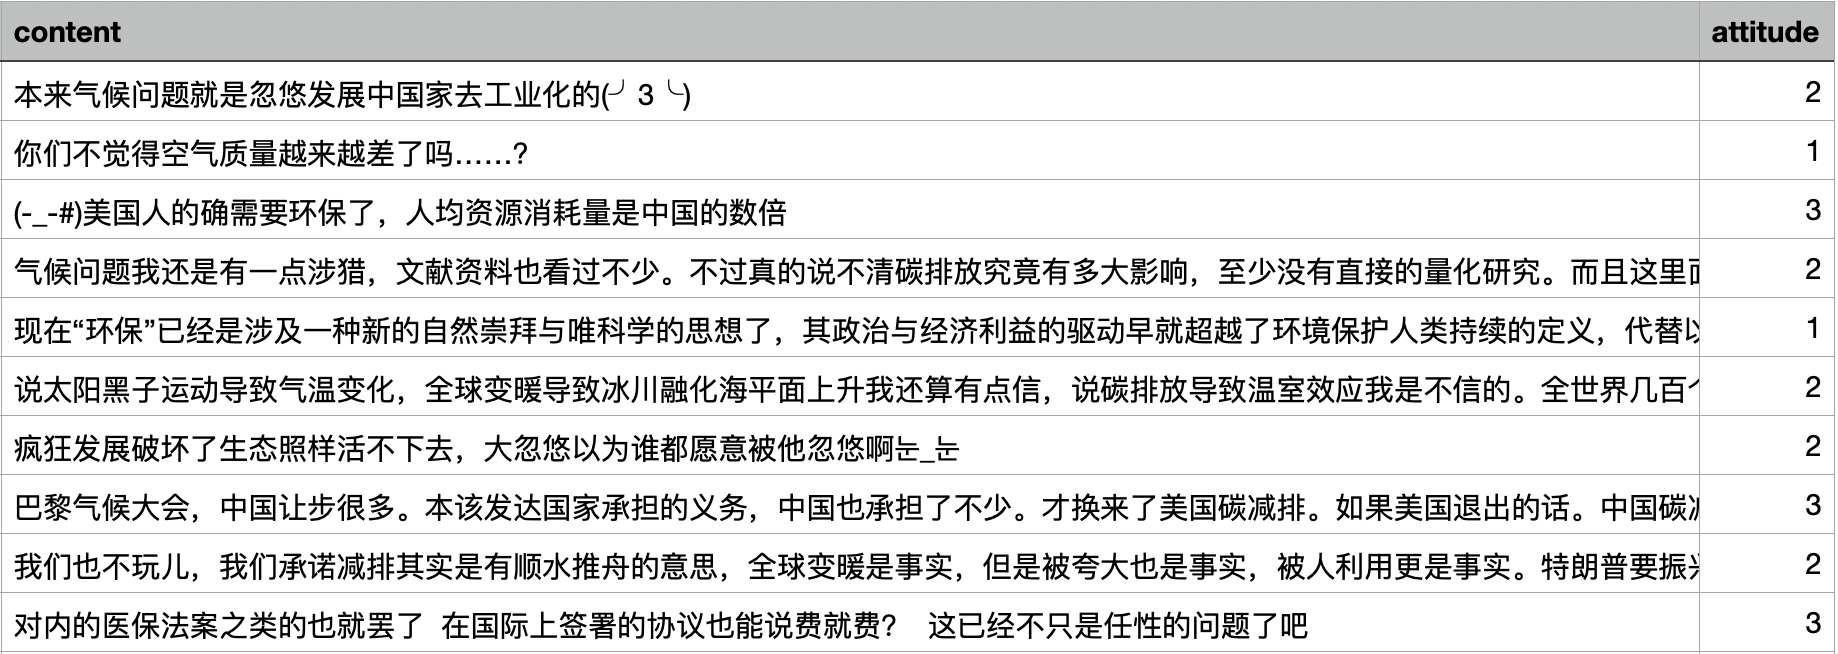 content attitude
本来气候问题就是忽悠发展中国家去工业化的(╯3╰) 2
你们不觉得空气质量越来越差了吗……? 1
(-_-#)美国人的确需要环保了，人均资源消耗量是中国的数倍 3
气候问题我还是有一点涉猎，文献资料也看过不少。不过真的说不清碳排放究竟有多大影响，至少没有直接的量化研究。而且这里 2
现在“环保”已经是涉及一种新的自然崇拜与唯科学的思想了，其政治与经济利益的驱动早就超越了环境保护人类持续的定义，代替 1
说太阳黑子运动导致气温变化，全球变暖导致冰川融化海平面上升我还算有点信，说碳排放导致温室效应我是不信的。全世界几百 2
疯狂发展破坏了生态照样活不下去，大忽悠以为谁都愿意被他忽悠啊눈_눈 2
巴黎气候大会，中国让步很多。本该发达国家承担的义务，中国也承担了不少。才换来了美国碳减排。如果美国退出的话。中国碳 3
我们也不玩儿，我们承诺减排其实是有顺水推舟的意思，全球变暖是事实，但是被夸大也是事实，被人利用更是事实。特朗普要振 2
对内的医保法案之类的也就罢了 在国际上签署的协议也能说费就费？ 这已经不只是任性的问题了吧 3